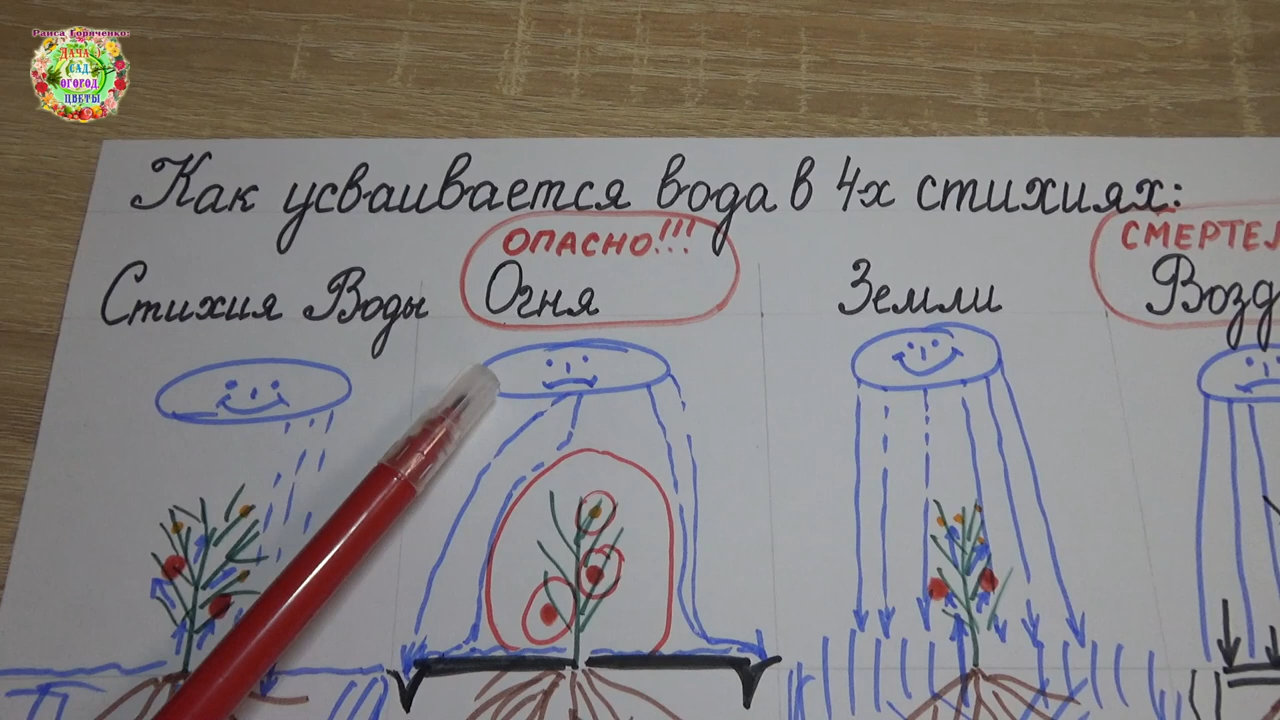 Раиса Горяченко:
Дача :)
САД
ОГОРОД
ЦВЕТЫ
Как усваивается вода в 4х стихиях:
ОПАСНО!!!
СМЕРТЕЛ
Стихия Воды
Огня
Земли
Возд